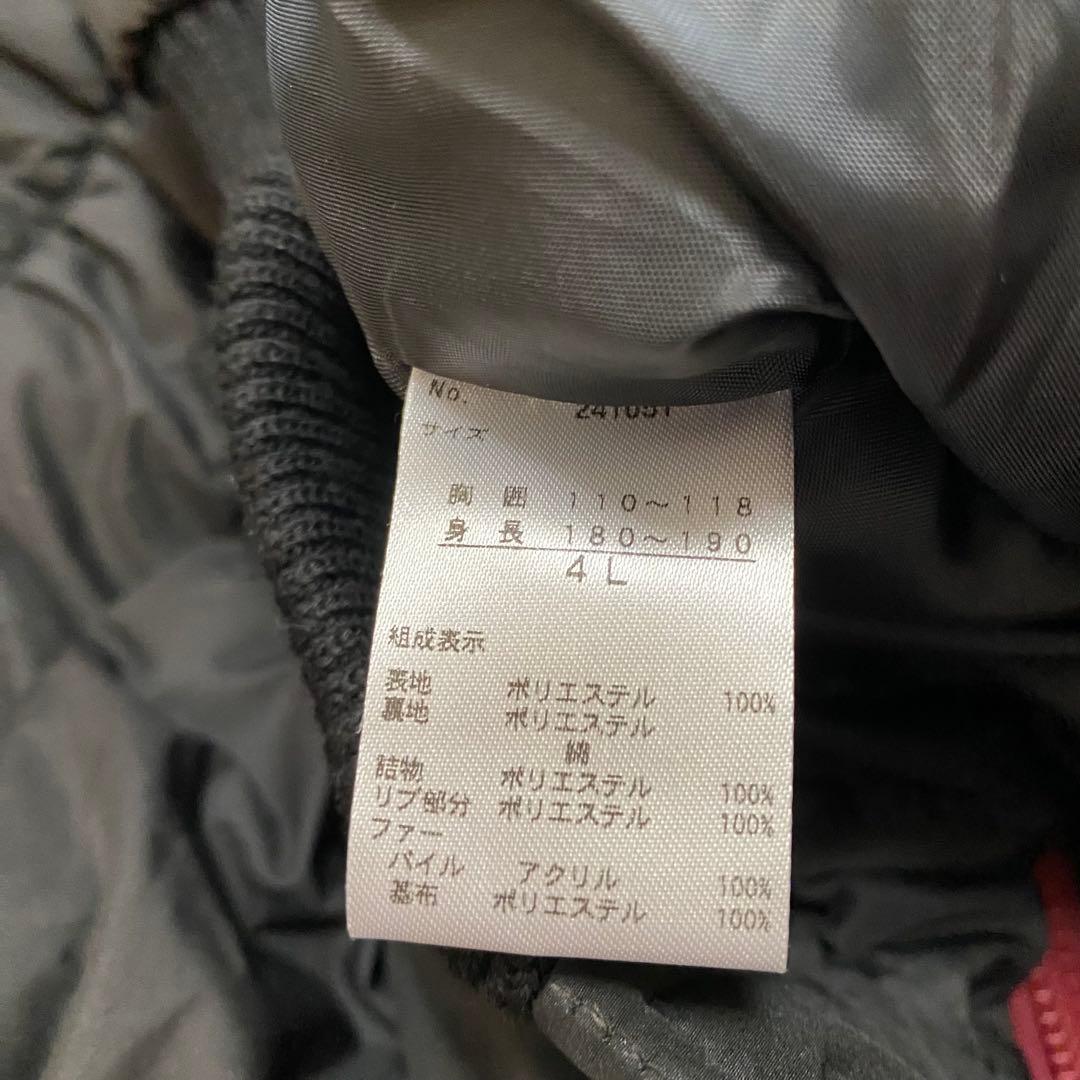 No. 241051
サイズ
胸囲 110~118
身長 180~190
4L
組成表示
表地 ポリエステル 100%
裏地 ポリエステル
綿
詰物 ポリエステル 100%
リブ部分 ポリエステル 100%
ファー
パイル アクリル 100%
基布 ポリエステル 100%